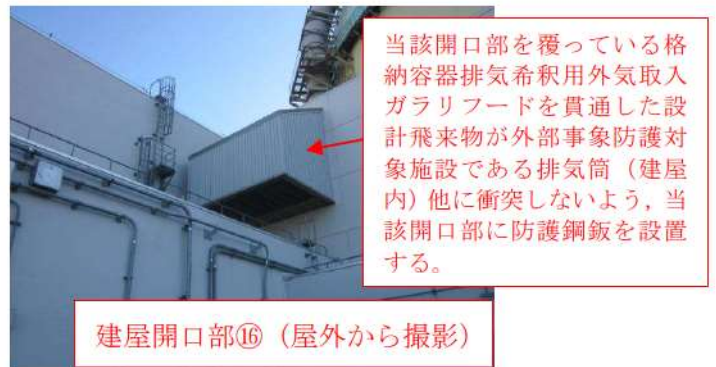 当該開口部を覆っている格
納容器排気希釈用外気取入
ガラリフードを貫通した設
計飛来物が外部事象防護対
象施設である排気筒（建屋
内）他に衝突しないよう，当
該開口部に防護鋼鈑を設置
する。
建屋開口部⑯（屋外から撮影）